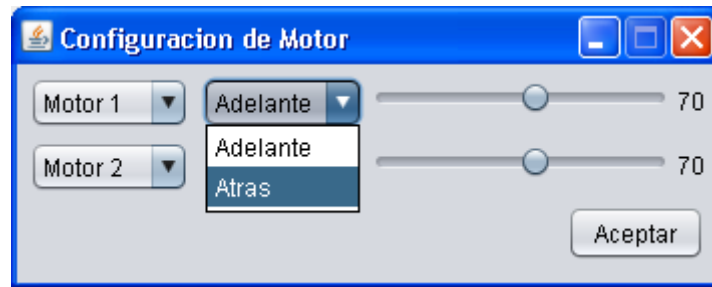 Configuracion de Motor
Motor 1 Adelante 70
Adelante
Motor 2 70
Atras
Aceptar